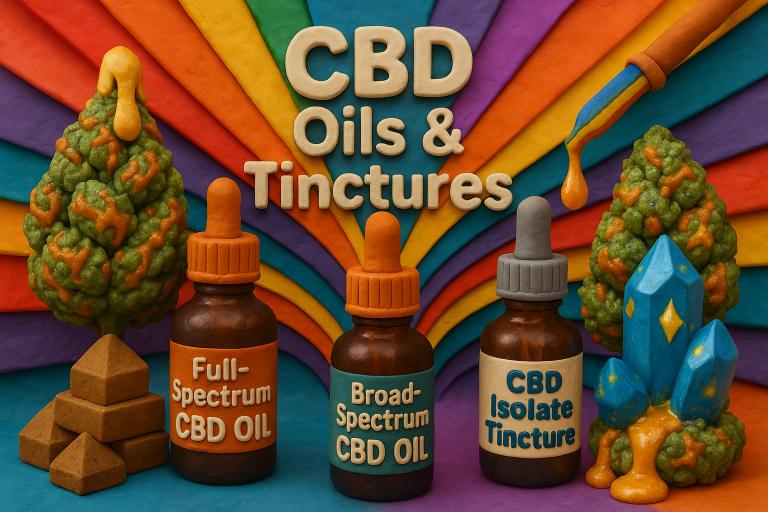 CBD
Oils &
Tinctures
Full-
Spectrum
CBD OIL
Broad-
Spectrum
CBD OIL
CBD
Isolate
Tincture